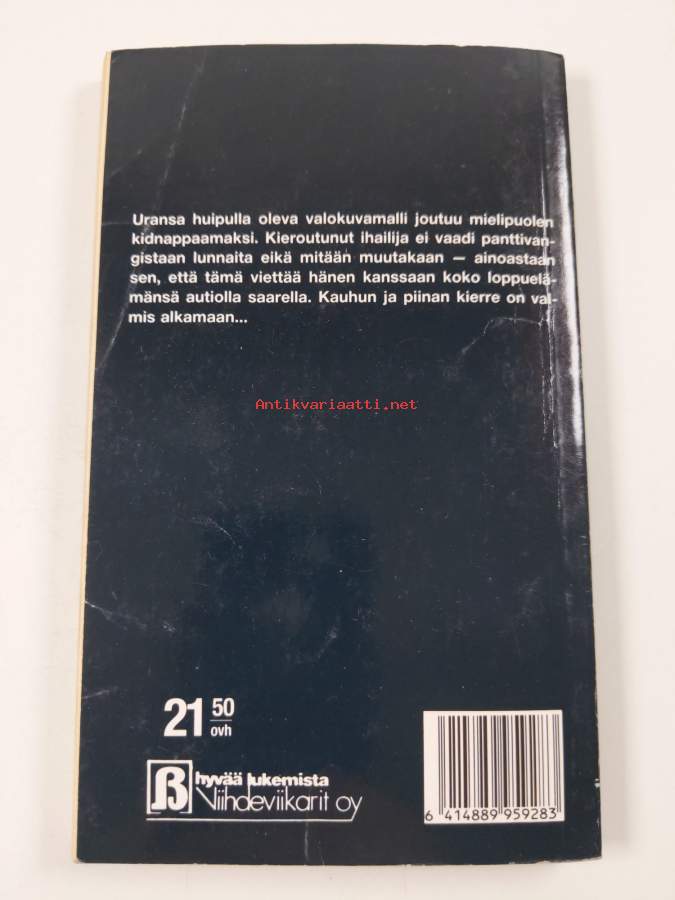 Uransa huipulla oleva valokuvamalli joutuu mielipuolen
kidnappaamaksi. Kieroutunut ihailija ei vaadi panttivan-
gistaan lunnaita eikä mitään muutakaan — ainoastaan
sen, että tämä viettää hänen kanssaan koko loppuelä-
mänsä autiolla saarella. Kauhun ja piinan kierre on val-
mis alkamaan...
Antikvariaatti.net
21 50
ovh
hyvää lukemista
Viihdeviikarit oy
6 414889 959283